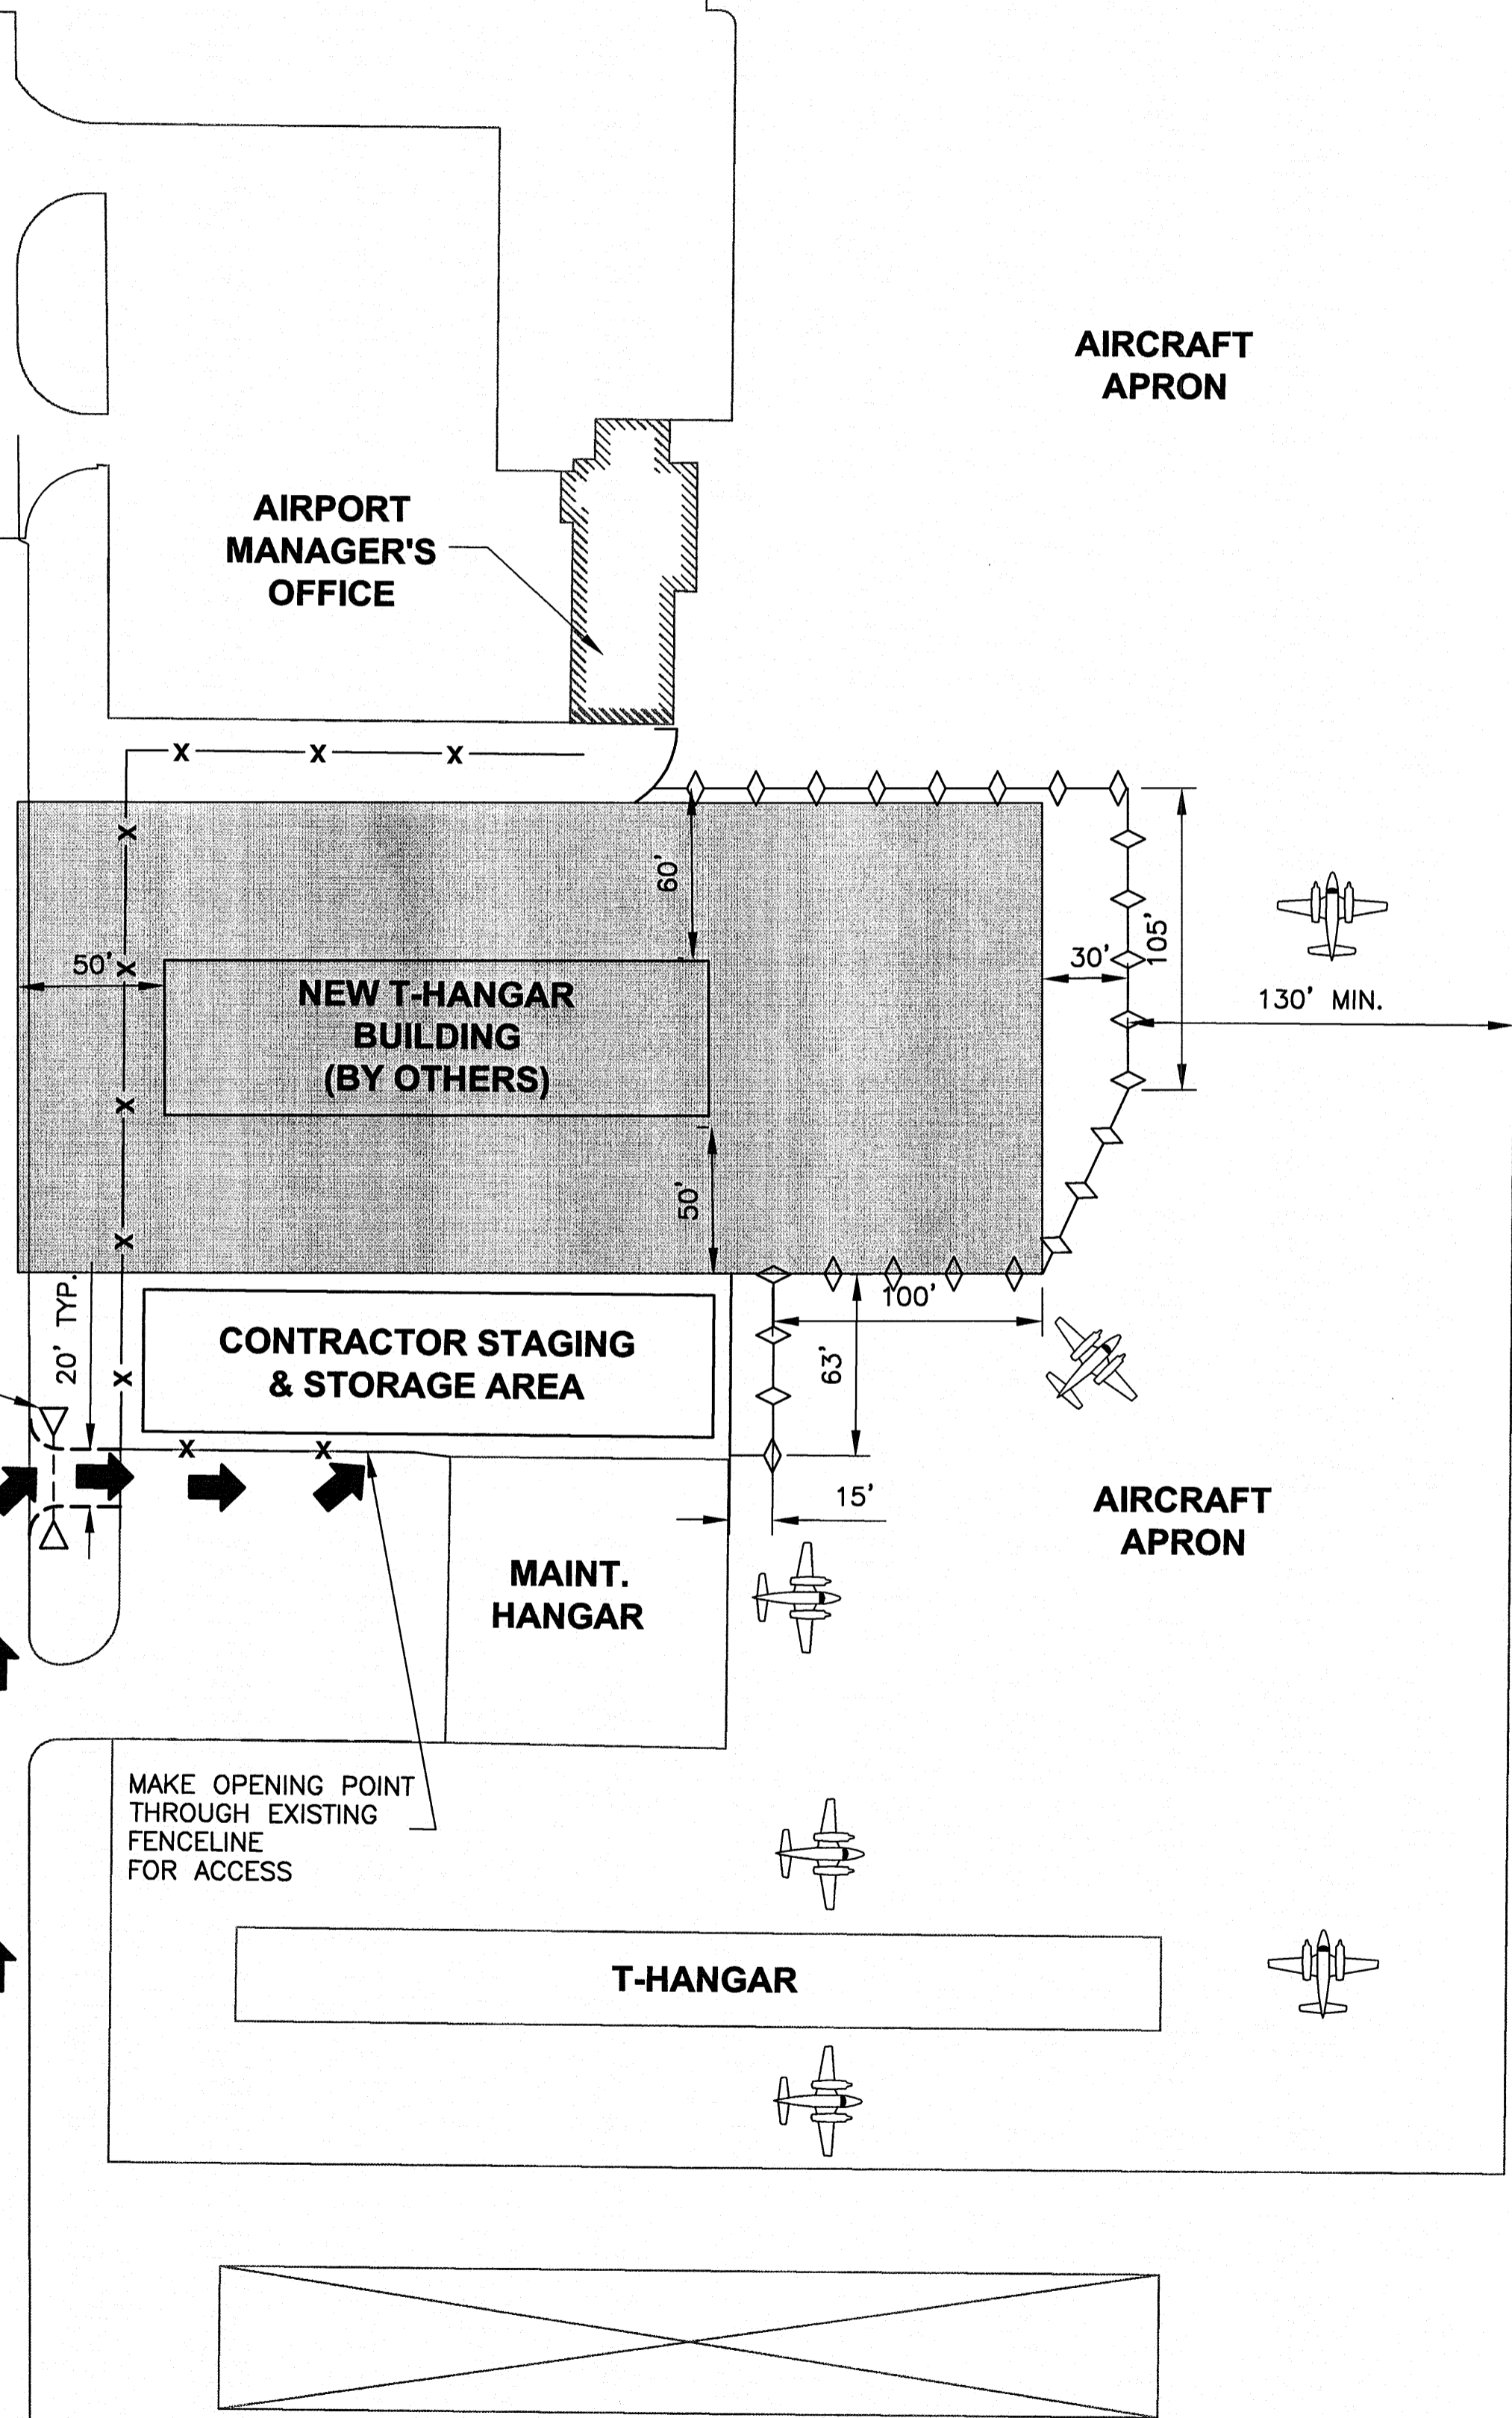 AIRCRAFT
APRON
AIRPORT
MANAGER'S
OFFICE
X X X
X
60'
50'
X
NEW T-HANGAR
BUILDING
(BY OTHERS)
30'
105'
130' MIN.
X
50'
X
20' TYP.
100'
CONTRACTOR STAGING
& STORAGE AREA
63'
X
X X
15'
AIRCRAFT
APRON
MAINT.
HANGAR
MAKE OPENING POINT
THROUGH EXISTING
FENCELINE
FOR ACCESS
T-HANGAR